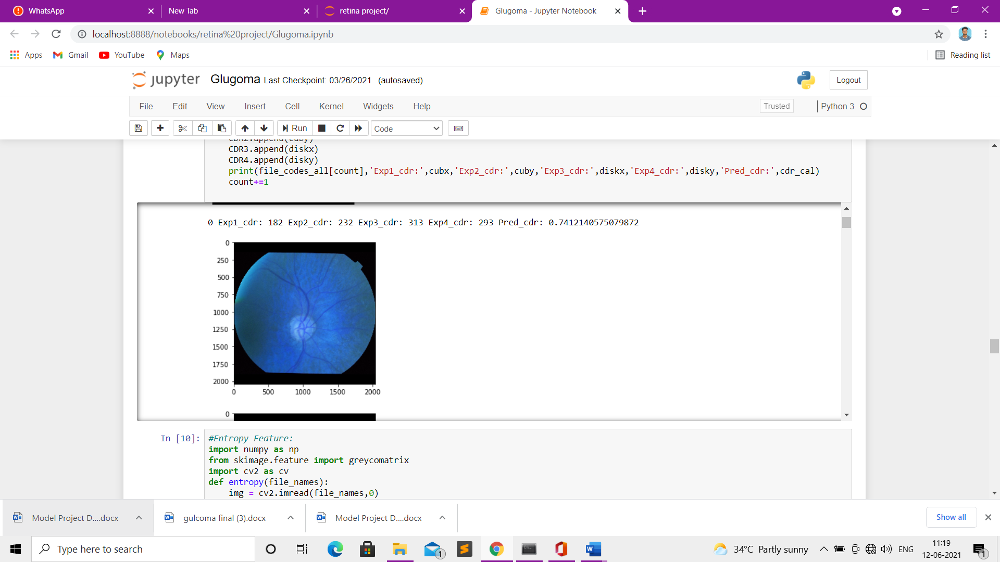 WhatsApp
New Tab
retina project/
Glugoma - Jupyter Notebook
localhost:8888/notebooks/retina%20project/Glugoma.ipynb
Apps
Gmail
YouTube
Maps
Reading list
jupyter
Glugoma Last Checkpoint: 03/26/2021 (autosaved)
Logout
File Edit View Insert Cell Kernel Widgets Help
Trusted
Python 3
Run
Code
CDR2.append(cuby)
CDR3.append(diskx)
CDR4.append(disky)
print(file_codes_all[count],'Exp1_cdr:',cubx,'Exp2_cdr:',cuby,'Exp3_cdr:',diskx,'Exp4_cdr:',disky,'Pred_cdr:',cdr_cal)
count+=1
0 Exp1_cdr: 182 Exp2_cdr: 232 Exp3_cdr: 313 Exp4_cdr: 293 Pred_cdr: 0.7412140575079872
0
250
500
750
1000
1250
1500
1750
2000
0 500 1000 1500 2000
0
In [10]:
#Entropy Feature:
import numpy as np
from skimage.feature import greycomatrix
import cv2 as cv
def entropy(file_names):
img = cv2.imread(file_names,0)
Model Project D....docx
gulcoma final (3).docx
Model Project D....docx
Show all
Type here to search
1
34°C Partly sunny
ENG
11:19
12-06-2021
1